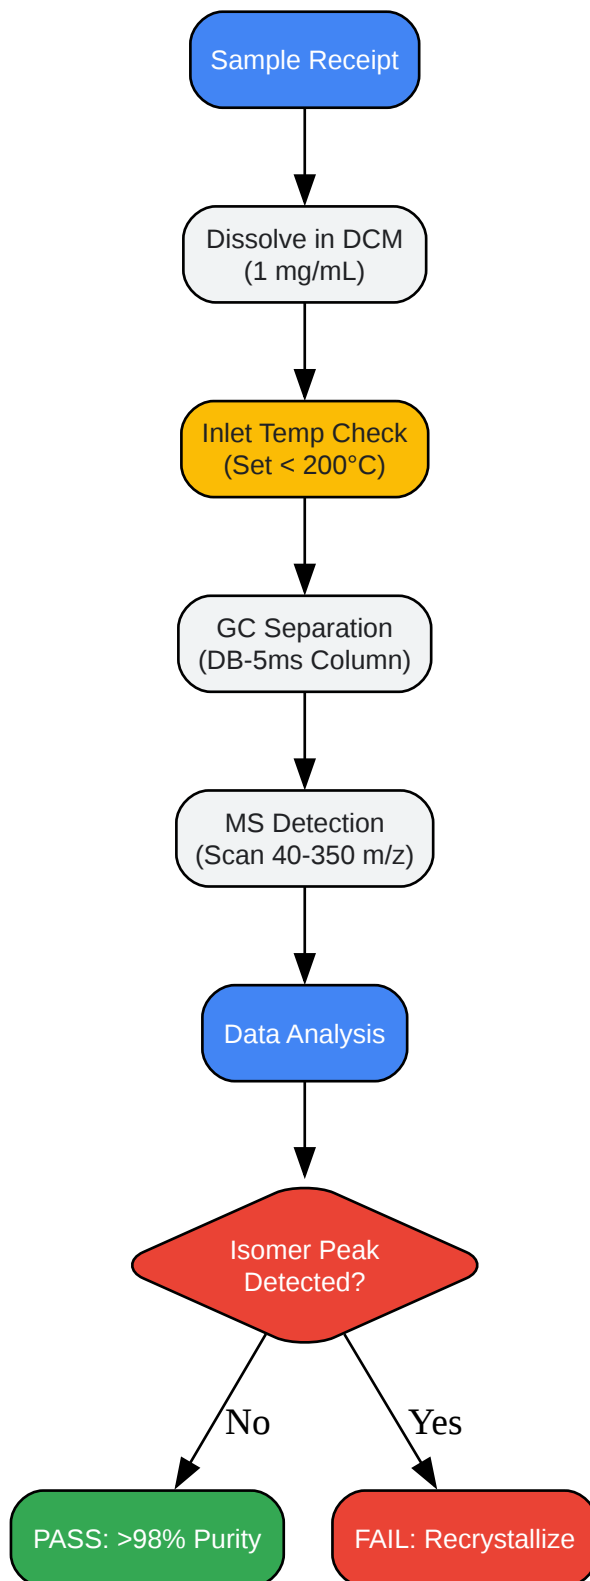 Sample Receipt
Dissolve in DCM
(1 mg/mL)
Inlet Temp Check
(Set < 200°C)
GC Separation
(DB-5ms Column)
MS Detection
(Scan 40-350 m/z)
Data Analysis
Isomer Peak
Detected?
No
Yes
PASS: >98% Purity
FAIL: Recrystallize